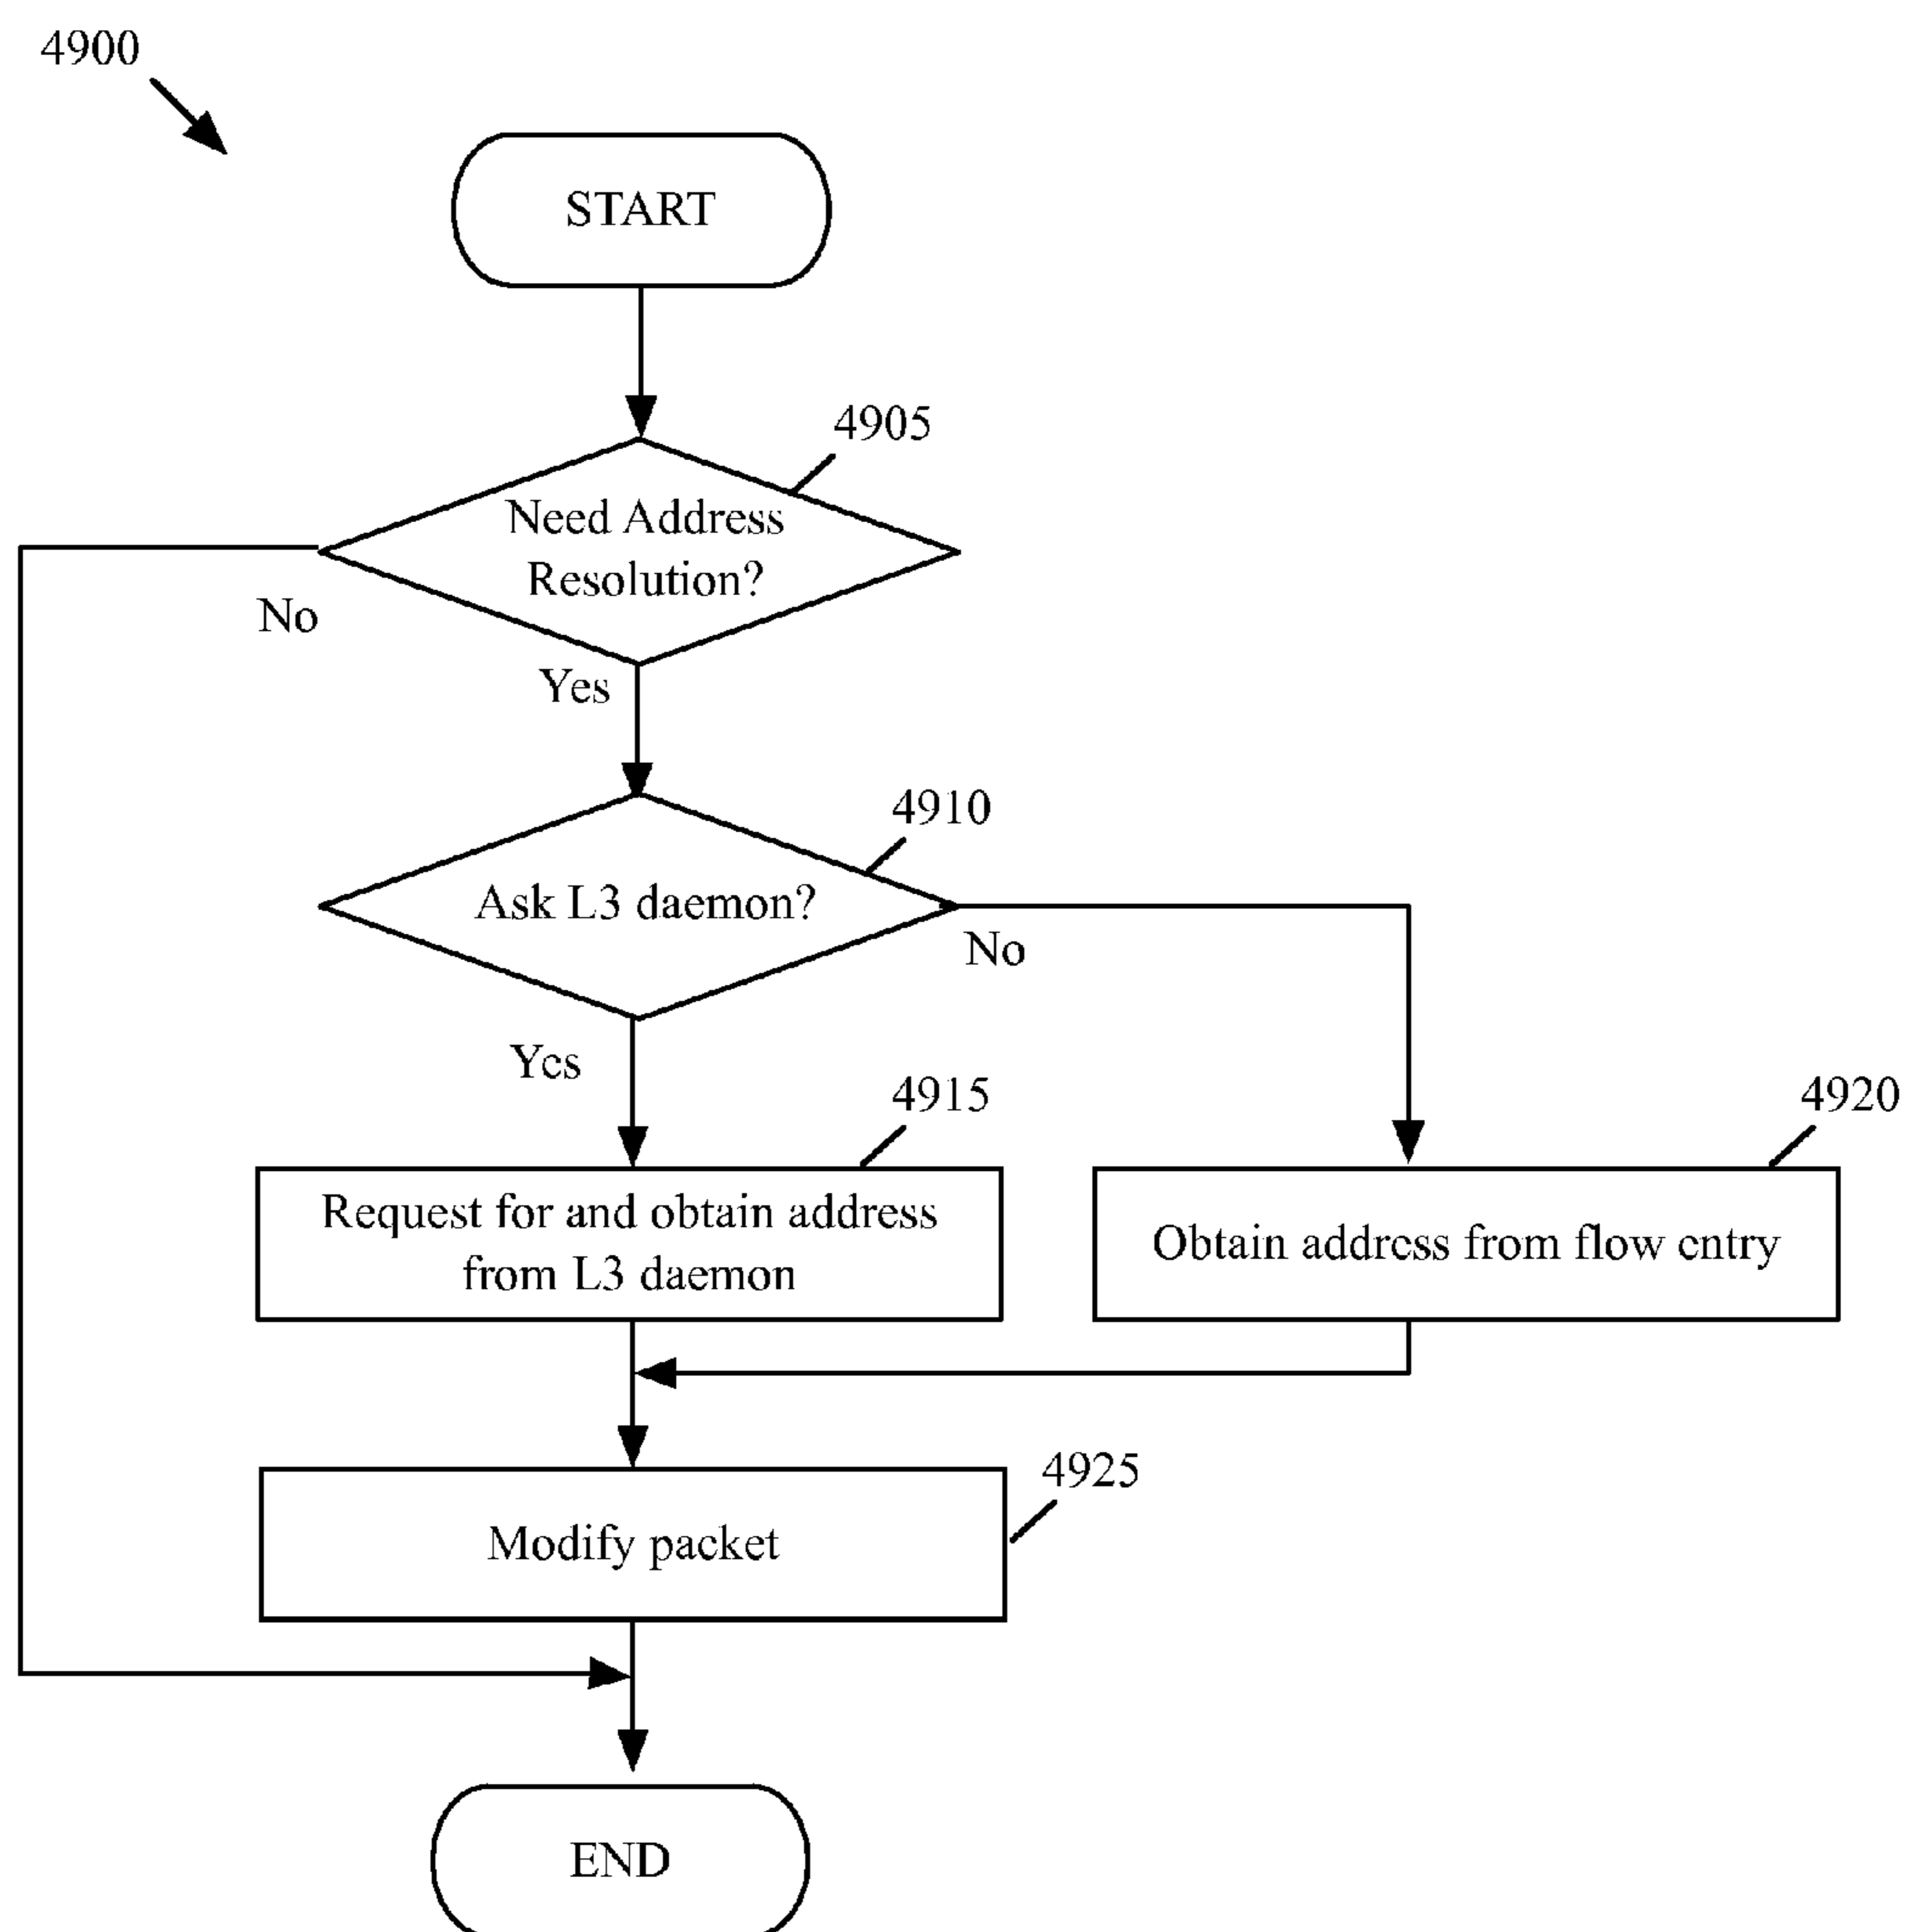 4900
START
4905
Need Address
Resolution?
No
Yes
4910
Ask L3 daemon?
No
Yes
4915
4920
Request for and obtain address
from L3 daemon
Obtain address from flow entry
4925
Modify packet
END